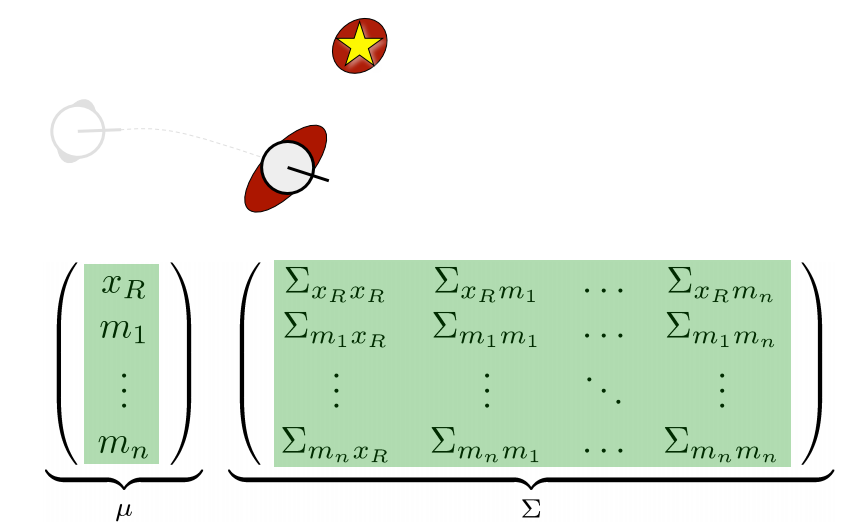 x_R Σ_{x_R x_R} Σ_{x_R m_1} … Σ_{x_R m_n}
m_1 Σ_{m_1 x_R} Σ_{m_1 m_1} … Σ_{m_1 m_n}
⋮ ⋮ ⋮ ⋱ ⋮
m_n Σ_{m_n x_R} Σ_{m_n m_1} … Σ_{m_n m_n}
μ Σ